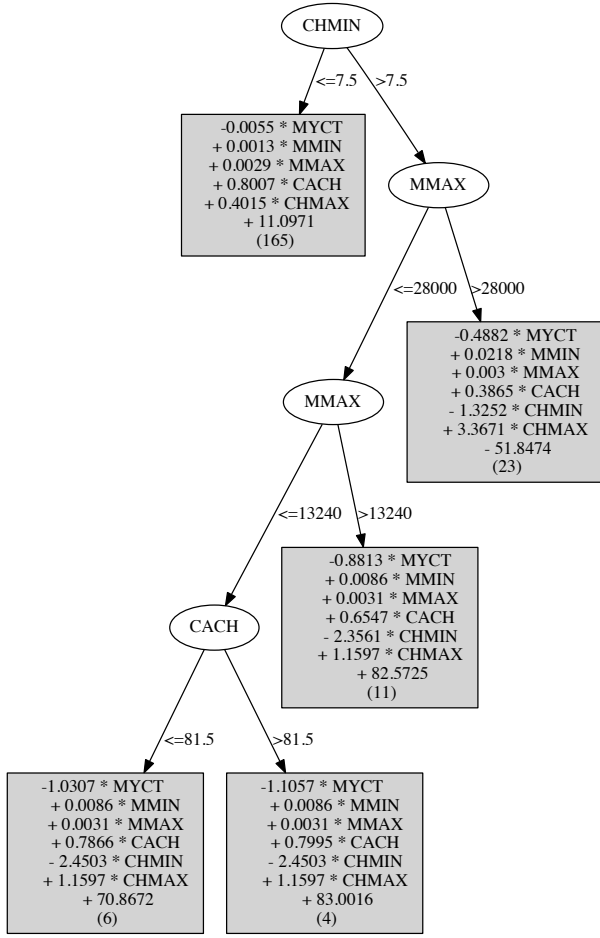 CHMIN
<=7.5
>7.5
-0.0055 * MYCT
+ 0.0013 * MMIN
+ 0.0029 * MMAX
+ 0.8007 * CACH
+ 0.4015 * CHMAX
+ 11.0971
(165)
MMAX
<=28000
>28000
-0.4882 * MYCT
+ 0.0218 * MMIN
+ 0.003 * MMAX
+ 0.3865 * CACH
- 1.3252 * CHMIN
+ 3.3671 * CHMAX
- 51.8474
(23)
MMAX
<=13240
>13240
-0.8813 * MYCT
+ 0.0086 * MMIN
+ 0.0031 * MMAX
+ 0.6547 * CACH
- 2.3561 * CHMIN
+ 1.1597 * CHMAX
+ 82.5725
(11)
CACH
<=81.5
>81.5
-1.0307 * MYCT
+ 0.0086 * MMIN
+ 0.0031 * MMAX
+ 0.7866 * CACH
- 2.4503 * CHMIN
+ 1.1597 * CHMAX
+ 70.8672
(6)
-1.1057 * MYCT
+ 0.0086 * MMIN
+ 0.0031 * MMAX
+ 0.7995 * CACH
- 2.4503 * CHMIN
+ 1.1597 * CHMAX
+ 83.0016
(4)